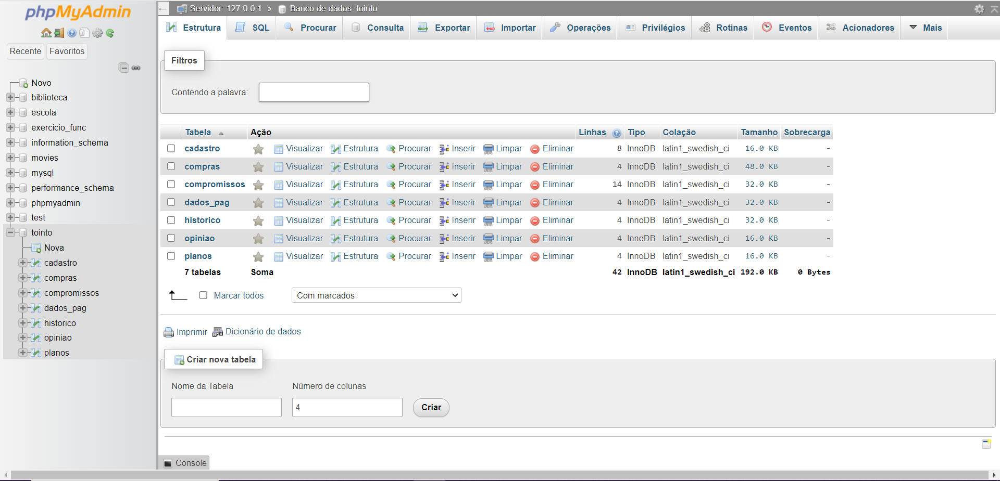 phpMyAdmin
Recente Favoritos
Novo
biblioteca
escola
exercicio_func
information_schema
movies
mysql
performance_schema
phpmyadmin
test
tointo
Nova
cadastro
compras
compromissos
dados_pag
historico
opiniao
planos
Servidor: 127.0.0.1 » Banco de dados: tointo
Estrutura SQL Procurar Consulta Exportar Importar Operações Privilégios Rotinas Eventos Acionadores Mais
Filtros
Contendo a palavra:
Tabela Ação Linhas Tipo Colação Tamanho Sobrecarga
cadastro Visualizar Estrutura Procurar Inserir Limpar Eliminar 8 InnoDB latin1_swedish_ci 16.0 KB -
compras Visualizar Estrutura Procurar Inserir Limpar Eliminar 4 InnoDB latin1_swedish_ci 48.0 KB -
compromissos Visualizar Estrutura Procurar Inserir Limpar Eliminar 14 InnoDB latin1_swedish_ci 32.0 KB -
dados_pag Visualizar Estrutura Procurar Inserir Limpar Eliminar 4 InnoDB latin1_swedish_ci 32.0 KB -
historico Visualizar Estrutura Procurar Inserir Limpar Eliminar 4 InnoDB latin1_swedish_ci 32.0 KB -
opiniao Visualizar Estrutura Procurar Inserir Limpar Eliminar 4 InnoDB latin1_swedish_ci 16.0 KB -
planos Visualizar Estrutura Procurar Inserir Limpar Eliminar 4 InnoDB latin1_swedish_ci 16.0 KB -
7 tabelas Soma 42 InnoDB latin1_swedish_ci 192.0 KB 0 Bytes
Marcar todos Com marcados:
Imprimir Dicionário de dados
Criar nova tabela
Nome da Tabela Número de colunas
4 Criar
Console